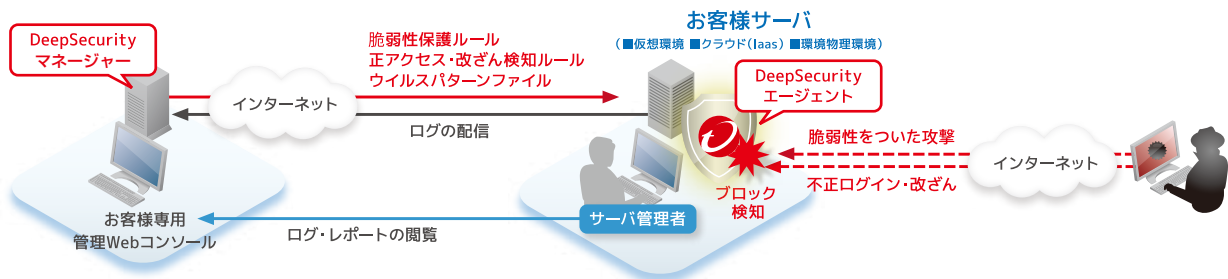 DeepSecurity
マネージャー
インターネット
脆弱性保護ルール
正アクセス・改ざん検知ルール
ウイルスパターンファイル
ログの配信
お客様専用
管理Webコンソール
ログ・レポートの閲覧
お客様サーバ
(■仮想環境 ■クラウド(Iaas) ■環境物理環境)
DeepSecurity
エージェント
サーバ管理者
ブロック
検知
脆弱性をついた攻撃
不正ログイン・改ざん
インターネット